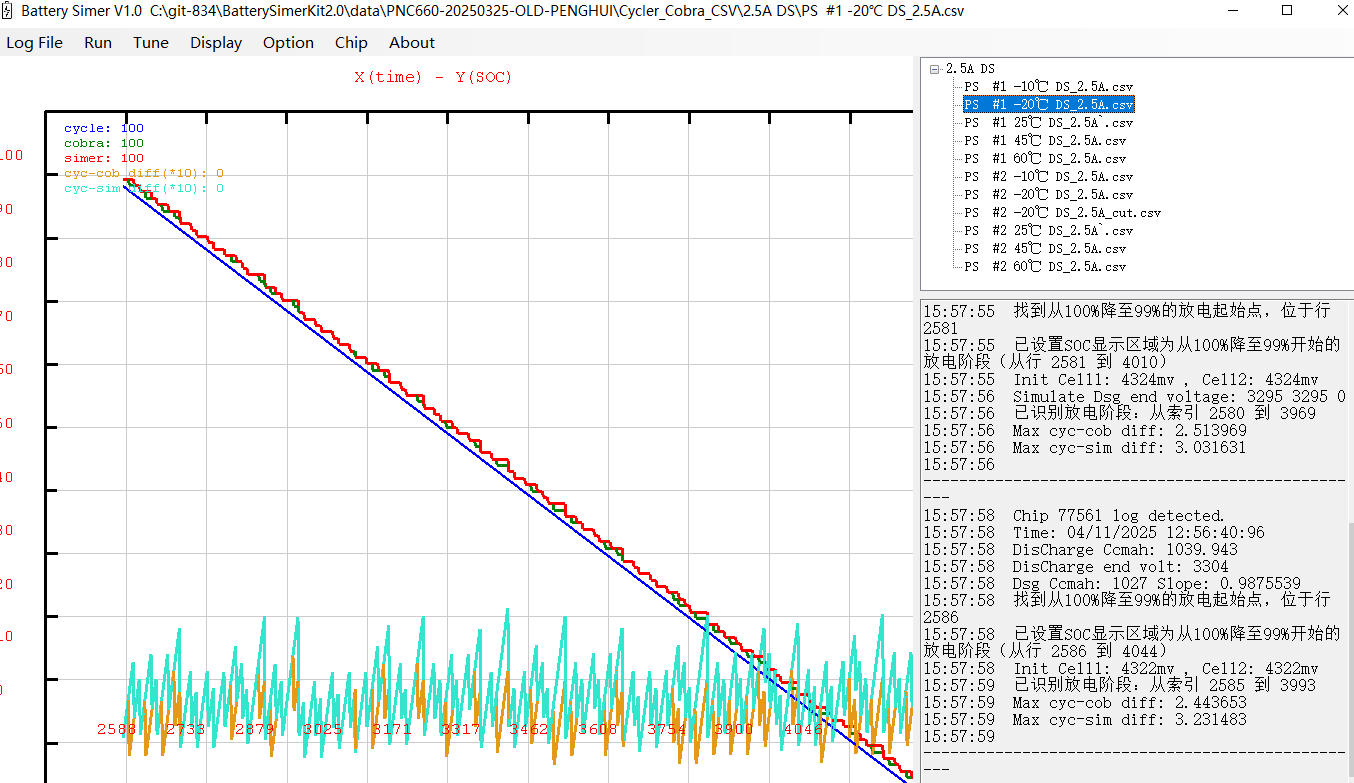 Battery Simer V1.0  C:\git-834\BatterySimerKit2.0\data\PNC660-20250325-OLD-PENGHUI\Cycler_Cobra_CSV\2.5A DS\PS  #1 -20℃ DS_2.5A.csv
Log File Run Tune Display Option Chip About
X(time) - Y(SOC)
cycle: 100
cobra: 100
simer: 100
cyc-cob diff(*10): 0
cyc-sim diff(*10): 0
00
90
80
70
60
50
40
30
20
10
0
2588 2733 2879 3025 3171 3317 3462 3608 3754 3900 4046
2.5A DS
PS  #1 -10℃ DS_2.5A.csv
PS  #1 -20℃ DS_2.5A.csv
PS  #1 25℃ DS_2.5A`.csv
PS  #1 45℃ DS_2.5A.csv
PS  #1 60℃ DS_2.5A.csv
PS  #2 -10℃ DS_2.5A.csv
PS  #2 -20℃ DS_2.5A.csv
PS  #2 -20℃ DS_2.5A_cut.csv
PS  #2 25℃ DS_2.5A`.csv
PS  #2 45℃ DS_2.5A.csv
PS  #2 60℃ DS_2.5A.csv
15:57:55  找到从100%降至99%的放电起始点，位于行
2581
15:57:55  已设置SOC显示区域为从100%降至99%开始的
放电阶段（从行 2581 到 4010）
15:57:55  Init Cell1: 4324mv , Cell2: 4324mv
15:57:56  Simulate Dsg end voltage: 3295 3295 0
15:57:56  已识别放电阶段：从索引 2580 到 3969
15:57:56  Max cyc-cob diff: 2.513969
15:57:56  Max cyc-sim diff: 3.031631
15:57:56
-----------------------------------------------
---
15:57:58  Chip 77561 log detected.
15:57:58  Time: 04/11/2025 12:56:40:96
15:57:58  DisCharge Ccmah: 1039.943
15:57:58  DisCharge end volt: 3304
15:57:58  Dsg Ccmah: 1027 Slope: 0.9875539
15:57:58  找到从100%降至99%的放电起始点，位于行
2586
15:57:58  已设置SOC显示区域为从100%降至99%开始的
放电阶段（从行 2586 到 4044）
15:57:58  Init Cell1: 4322mv , Cell2: 4322mv
15:57:59  已识别放电阶段：从索引 2585 到 3993
15:57:59  Max cyc-cob diff: 2.443653
15:57:59  Max cyc-sim diff: 3.231483
15:57:59
-----------------------------------------------
---